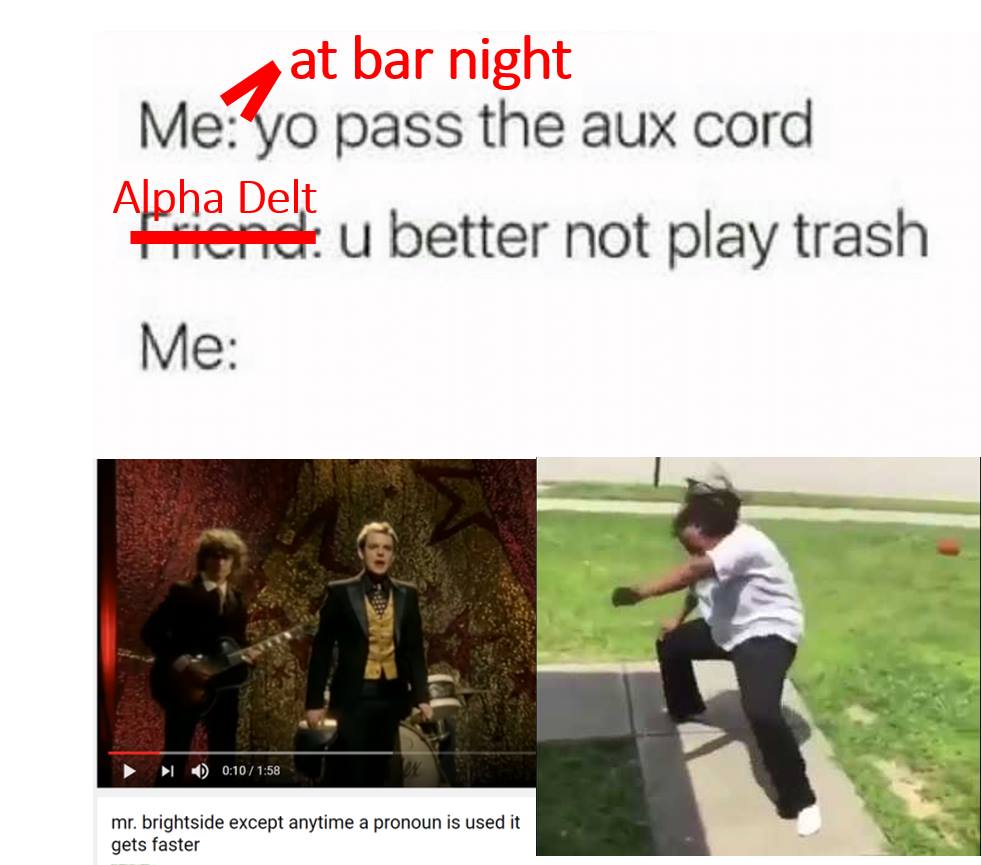 at bar night
Me: yo pass the aux cord
Alpha Delt
Friend: u better not play trash
Me:
0:10 / 1:58
mr. brightside except anytime a pronoun is used it
gets faster